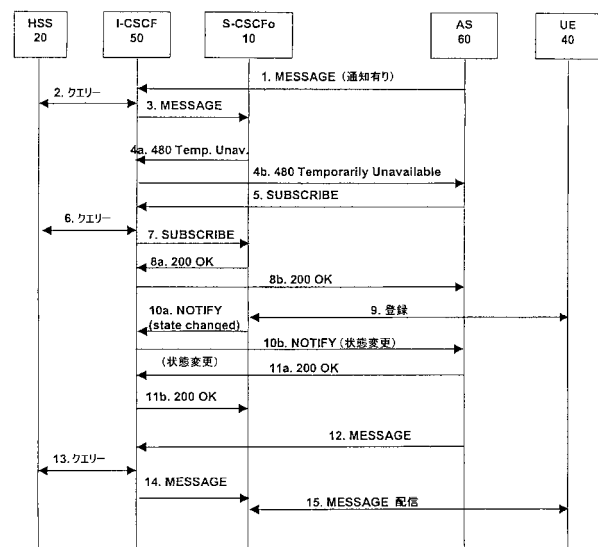 HSS
20
I-CSCF
50
S-CSCFo
10
AS
60
UE
40
1. MESSAGE (通知有り)
2. クエリー
3. MESSAGE
4a. 480 Temp. Unav.
4b. 480 Temporarily Unavailable
5. SUBSCRIBE
6. クエリー
7. SUBSCRIBE
8a. 200 OK
8b. 200 OK
9. 登録
10a. NOTIFY
(state changed)
10b. NOTIFY (状態変更)
(状態変更)
11a. 200 OK
11b. 200 OK
12. MESSAGE
13. クエリー
14. MESSAGE
15. MESSAGE 配信